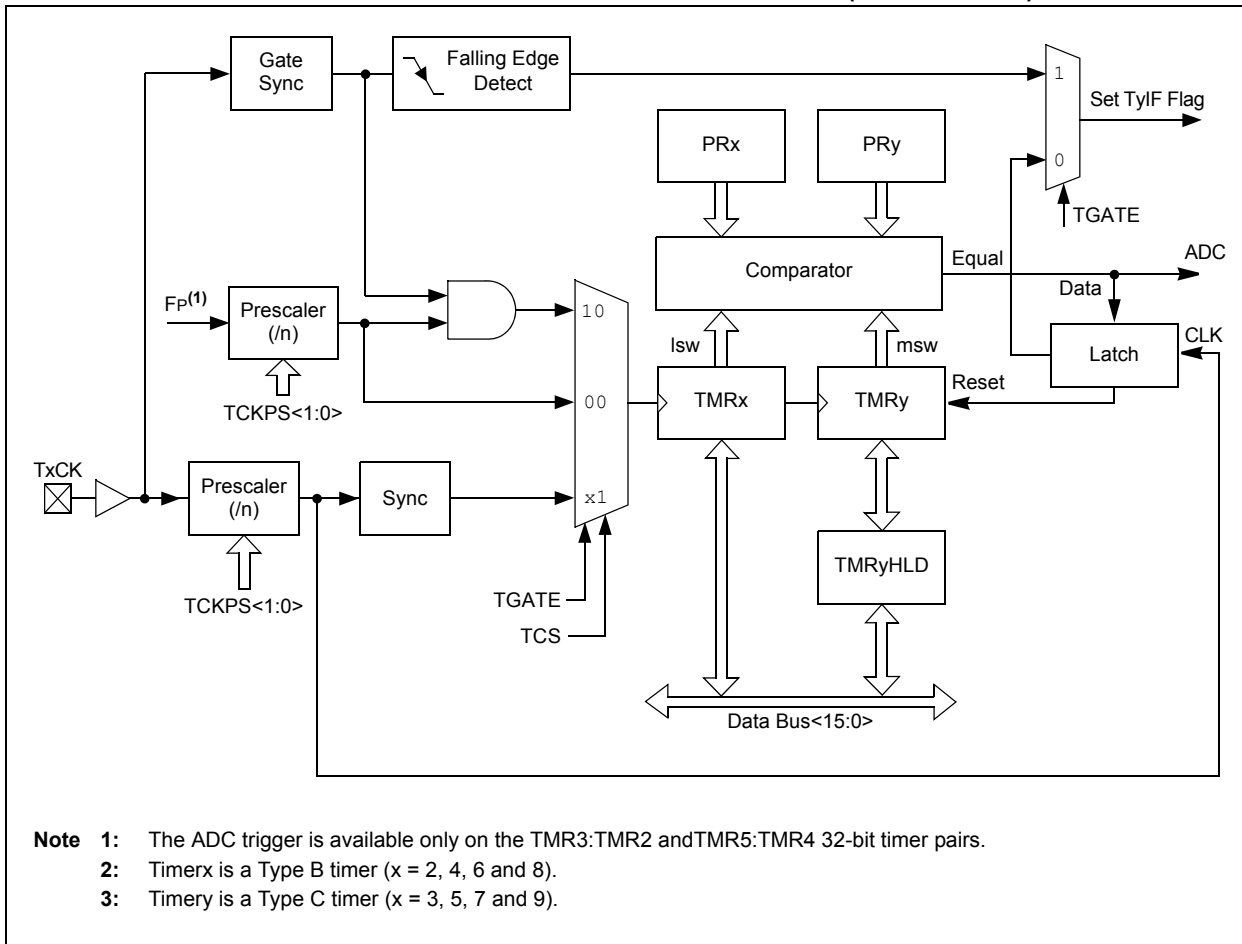 Gate
Sync
Falling Edge
Detect
1
Set TyIF Flag
PRx
PRy
0
TGATE
FP(1)
Prescaler
(/n)
10
Comparator
Equal
ADC
Data
lsw
msw
Latch
CLK
TCKPS<1:0>
00
TMRx
TMRy
Reset
TxCK
Prescaler
(/n)
Sync
x1
TMRyHLD
TCKPS<1:0>
TGATE
TCS
Data Bus<15:0>
Note 1: The ADC trigger is available only on the TMR3:TMR2 andTMR5:TMR4 32-bit timer pairs.
2: Timerx is a Type B timer (x = 2, 4, 6 and 8).
3: Timery is a Type C timer (x = 3, 5, 7 and 9).